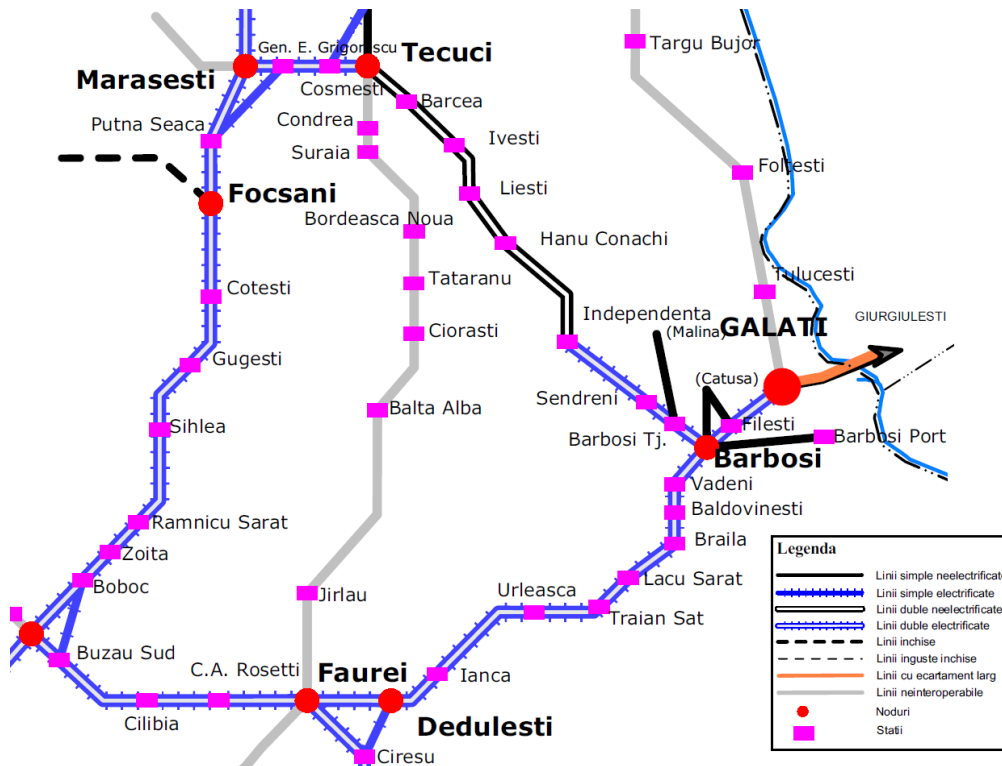 Targu Bujor
Gen. E. Grigorescu
Tecuci
Marasesti
Cosmesti
Barcea
Condrea
Putna Seaca
Ivesti
Suraia
Foltesti
Focsani
Liesti
Bordeasca Noua
Hanu Conachi
Tataranu
Tulucesti
Cotesti
Independenta
GIURGIULESTI
Ciorasti
(Malina)
GALATI
Gugesti
(Catusa)
Sendreni
Balta Alba
Sihlea
Filesti
Barbosi Tj.
Barbosi Port
Barbosi
Vadeni
Baldovinesti
Ramnicu Sarat
Braila
Zoita
Boboc
Lacu Sarat
Urleasca
Jirlau
Traian Sat
Buzau Sud
C.A. Rosetti
Faurei
Ianca
Cilibia
Dedulesti
Ciresu
Legenda
Linii simple neelectrificate
Linii simple electrificate
Linii duble neelectrificate
Linii duble electrificate
Linii inchise
Linii inguste inchise
Linii cu ecartament larg
Linii neinteroperabile
Noduri
Statii